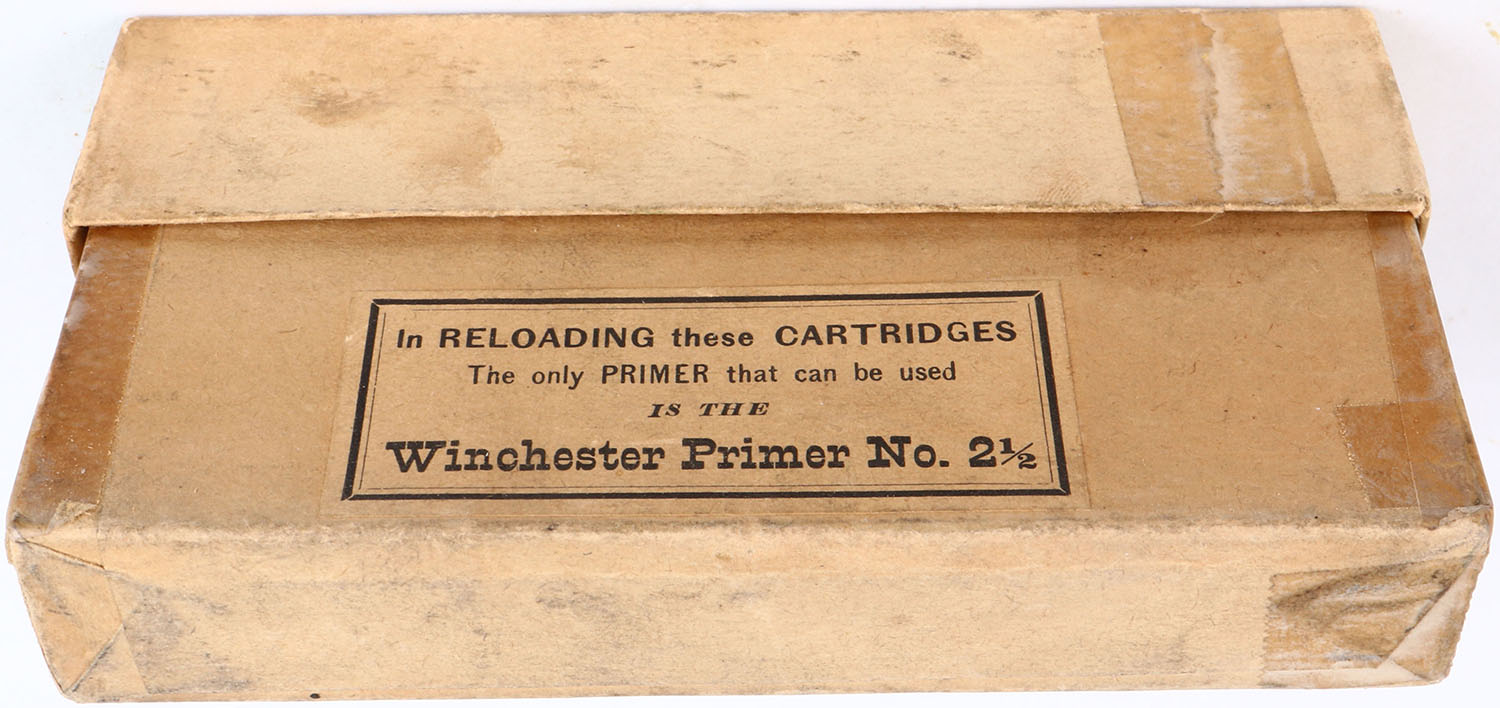 In RELOADING these CARTRIDGES
The only PRIMER that can be used
IS THE
Winchester Primer No. 2½